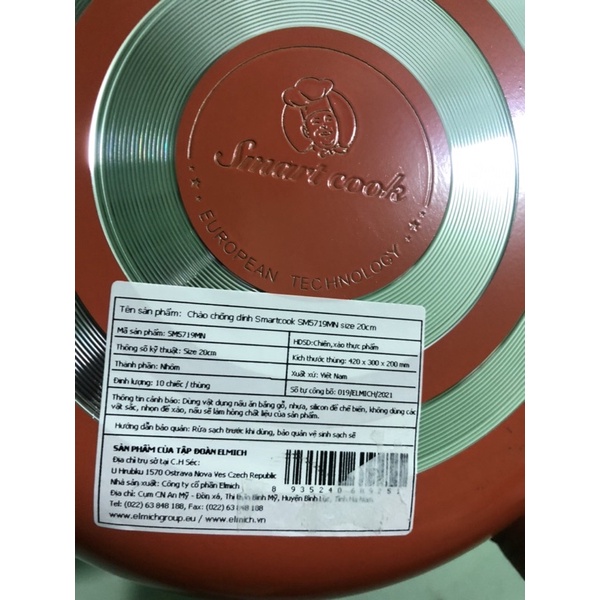 Smart cook
EUROPEAN TECHNOLOGY
Tên sản phẩm: Chảo chống dính Smartcook SM5719MN size 20cm
Mã sản phẩm: SM5719MN
HDSD:Chiên,xào thực phẩm
Thông số kỹ thuật: Size 20cm
Kích thước thùng: 420 x 300 x 200 mm
Thành phần: Nhôm
Xuất xứ: Việt Nam
Định lượng: 10 chiếc / thùng
Số tự công bố: 019/ELMICH/2021
Thông tin cảnh báo: Dùng vật dụng nấu ăn bằng gỗ, nhựa, silicon để chế biến, không dùng các
vật sắc, nhọn để xào, nấu sẽ làm hỏng chất liệu của sản phẩm.
Hướng dẫn bảo quản: Rửa sạch trước khi dùng, bảo quản vệ sinh sạch sẽ
SẢN PHẨM CỦA TẬP ĐOÀN ELMICH
Địa chỉ trụ sở tại C.H Séc:
U Hrubku 1570 Ostrava Nova Ves Czech Republic
Nhà sản xuất: Công ty cổ phần Elmich
Địa chỉ: Cụm CN An Mỹ - Đồn xá, Thị trấn Bình Mỹ, Huyện Bình Lục, Tỉnh Hà Nam
Tel: (022) 63 848 188, Fax: (022) 63 848 188
www.elmichgroup.eu / www.elmich.vn